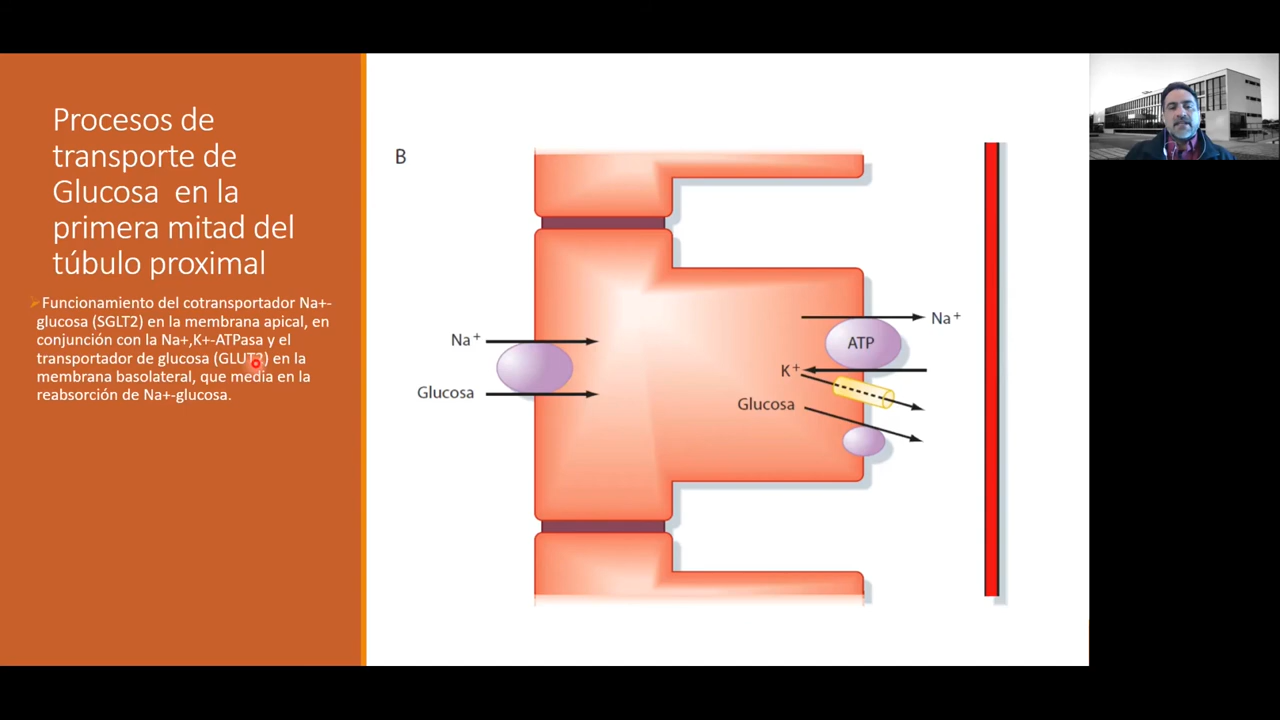 Procesos de
transporte de
Glucosa en la
primera mitad del
túbulo proximal
Funcionamiento del cotransportador Na+-
glucosa (SGLT2) en la membrana apical, en
conjunción con la Na+,K+-ATPasa y el
transportador de glucosa (GLUT2) en la
membrana basolateral, que media en la
reabsorción de Na+-glucosa.
B
Na+
Glucosa
Na+
ATP
K+
Glucosa